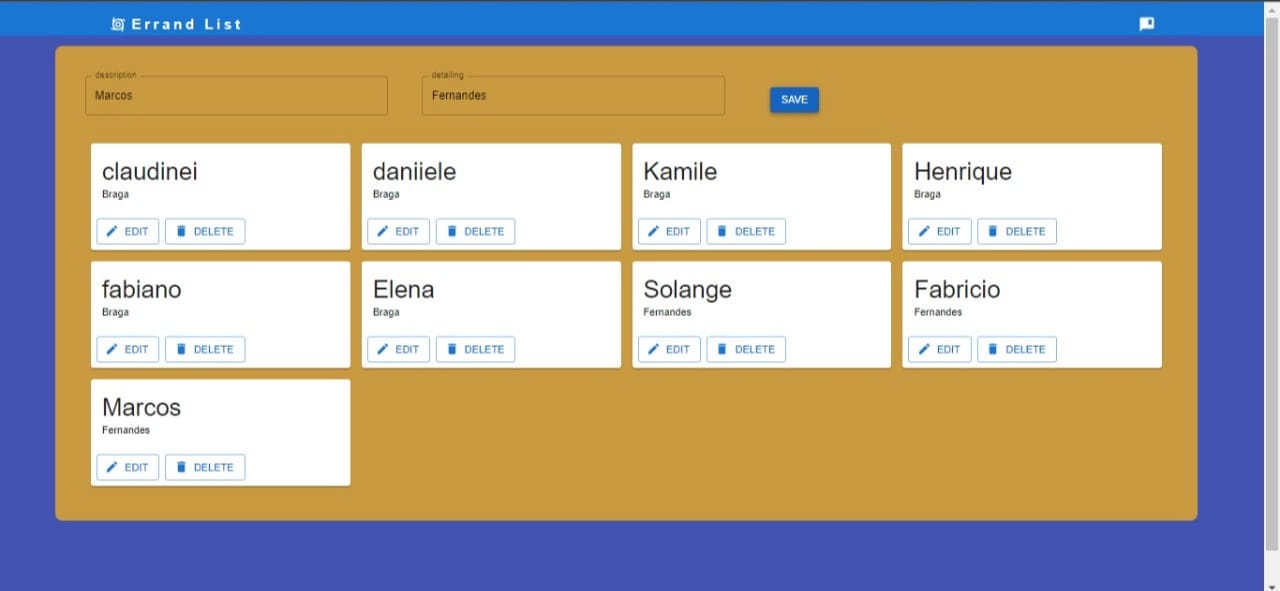 Errand List
description
detailing
Marcos
Fernandes
SAVE
claudinei
daniiele
Kamile
Henrique
Braga
Braga
Braga
Braga
EDIT DELETE
EDIT DELETE
EDIT DELETE
EDIT DELETE
fabiano
Elena
Solange
Fabricio
Braga
Braga
Fernandes
Fernandes
EDIT DELETE
EDIT DELETE
EDIT DELETE
EDIT DELETE
Marcos
Fernandes
EDIT DELETE